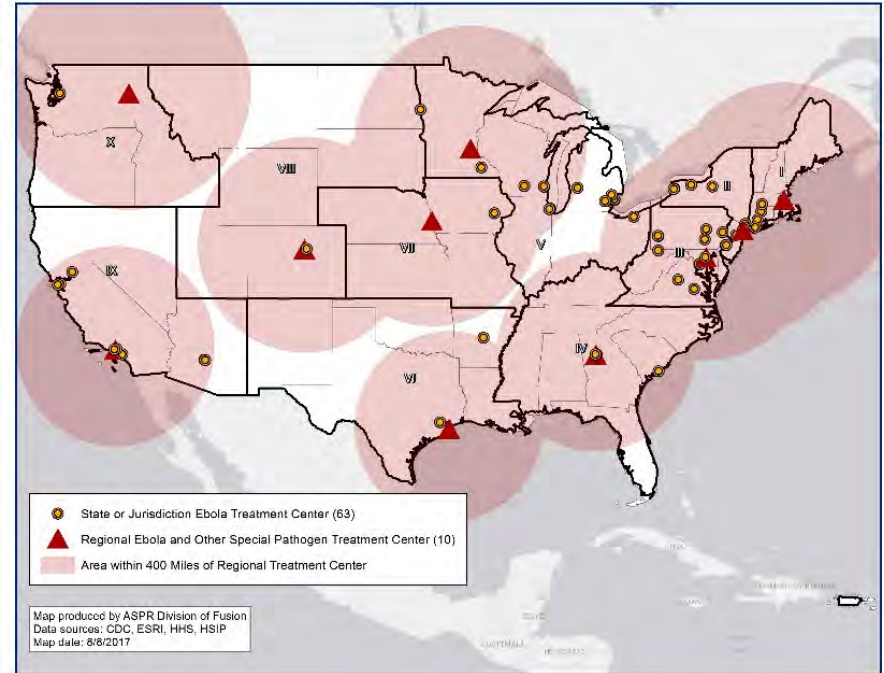 X
VIII
VII
IX
VI
V
IV
III
II
I
State or Jurisdiction Ebola Treatment Center (63)
Regional Ebola and Other Special Pathogen Treatment Center (10)
Area within 400 Miles of Regional Treatment Center
Map produced by ASPR Division of Fusion
Data sources: CDC, ESRI, HHS, HSIP
Map date: 8/8/2017